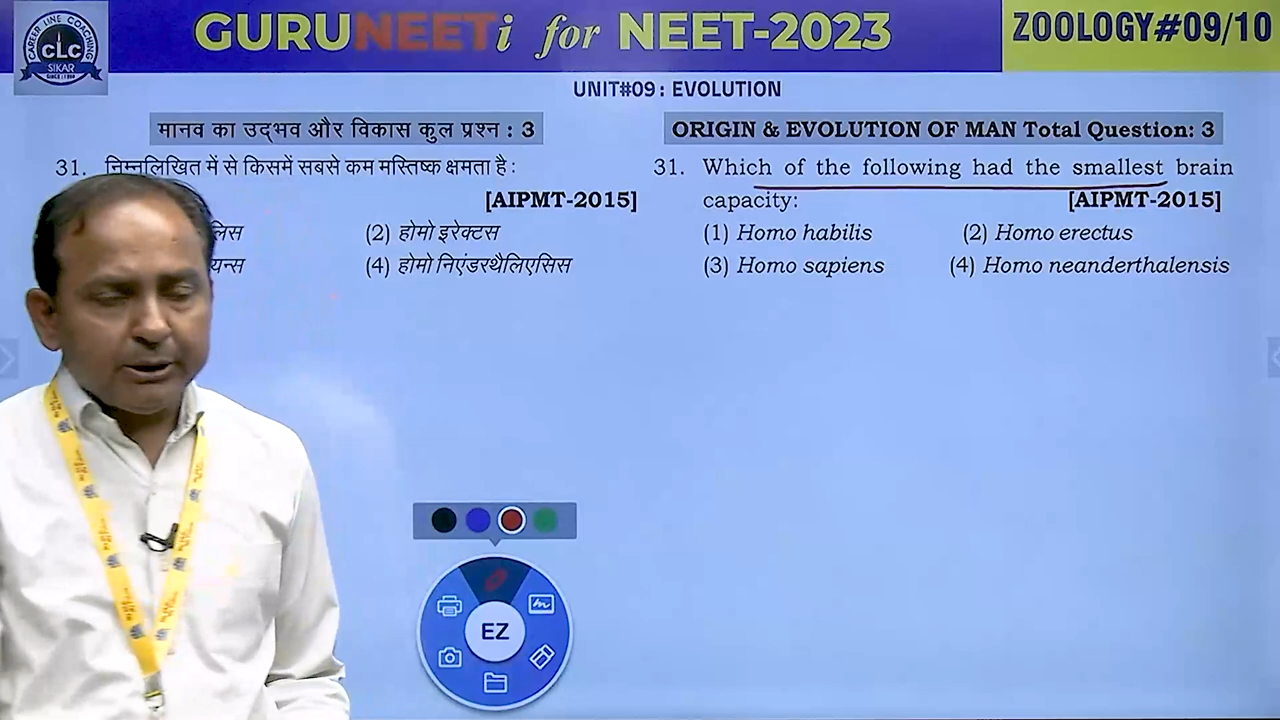 CAREER LINE COACHING
CLC
SIKAR
SINCE : 1996
GURUNEETi for NEET-2023
ZOOLOGY#09/10
UNIT#09 : EVOLUTION
मानव का उद्भव और विकास कुल प्रश्न : 3
31. निम्नलिखित में से किसमें सबसे कम मस्तिष्क क्षमता है :
[AIPMT-2015]
लिस (2) होमो इरेक्टस
यन्स (4) होमो निएंडरथैलिएसिस
ORIGIN & EVOLUTION OF MAN Total Question: 3
31. Which of the following had the smallest brain
capacity: [AIPMT-2015]
(1) Homo habilis (2) Homo erectus
(3) Homo sapiens (4) Homo neanderthalensis
EZ